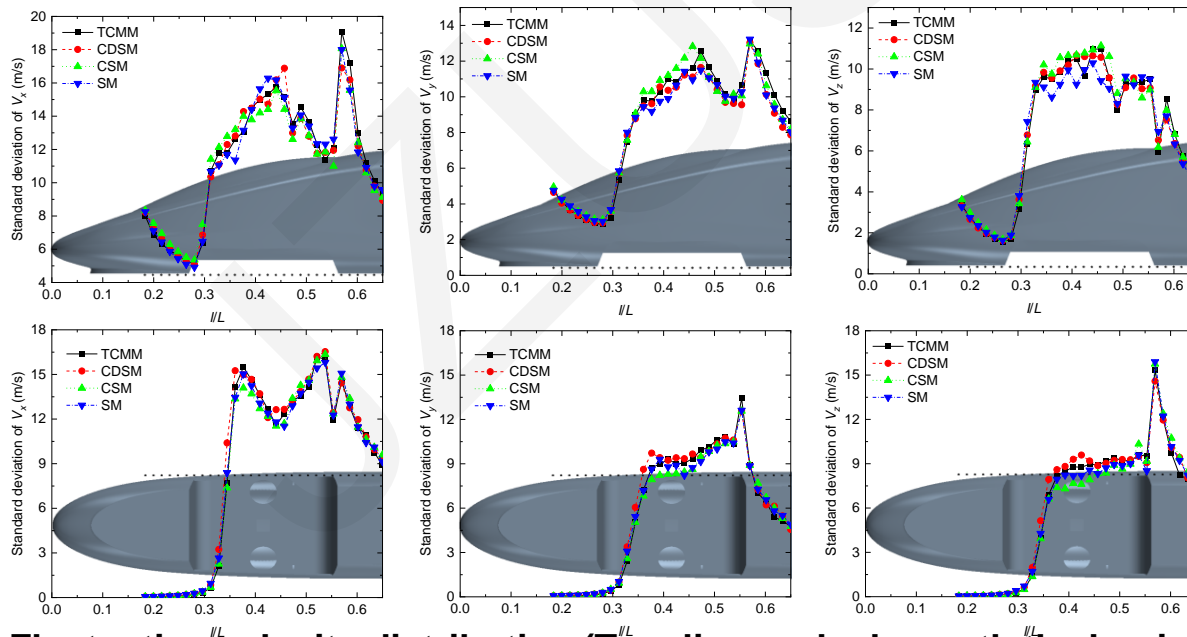 Standard deviation of Vx (m/s)
20
18
16
14
12
10
8
6
4
TCMM
CDSM
CSM
SM
0.0 0.1 0.2 0.3 0.4 0.5 0.6
l/L
Standard deviation of Vy (m/s)
14
12
10
8
6
4
2
0
TCMM
CDSM
CSM
SM
0.0 0.1 0.2 0.3 0.4 0.5 0.6
l/L
Standard deviation of Vz (m/s)
12
10
8
6
4
2
0
TCMM
CDSM
CSM
SM
0.0 0.1 0.2 0.3 0.4 0.5 0.6
l/L
Standard deviation of Vx (m/s)
18
15
12
9
6
3
0
TCMM
CDSM
CSM
SM
0.0 0.1 0.2 0.3 0.4 0.5 0.6
l/L
Standard deviation of Vy (m/s)
18
15
12
9
6
3
0
TCMM
CDSM
CSM
SM
0.0 0.1 0.2 0.3 0.4 0.5 0.6
l/L
Standard deviation of Vz (m/s)
18
15
12
9
6
3
0
TCMM
CDSM
CSM
SM
0.0 0.1 0.2 0.3 0.4 0.5 0.6
l/L
velocity distribution